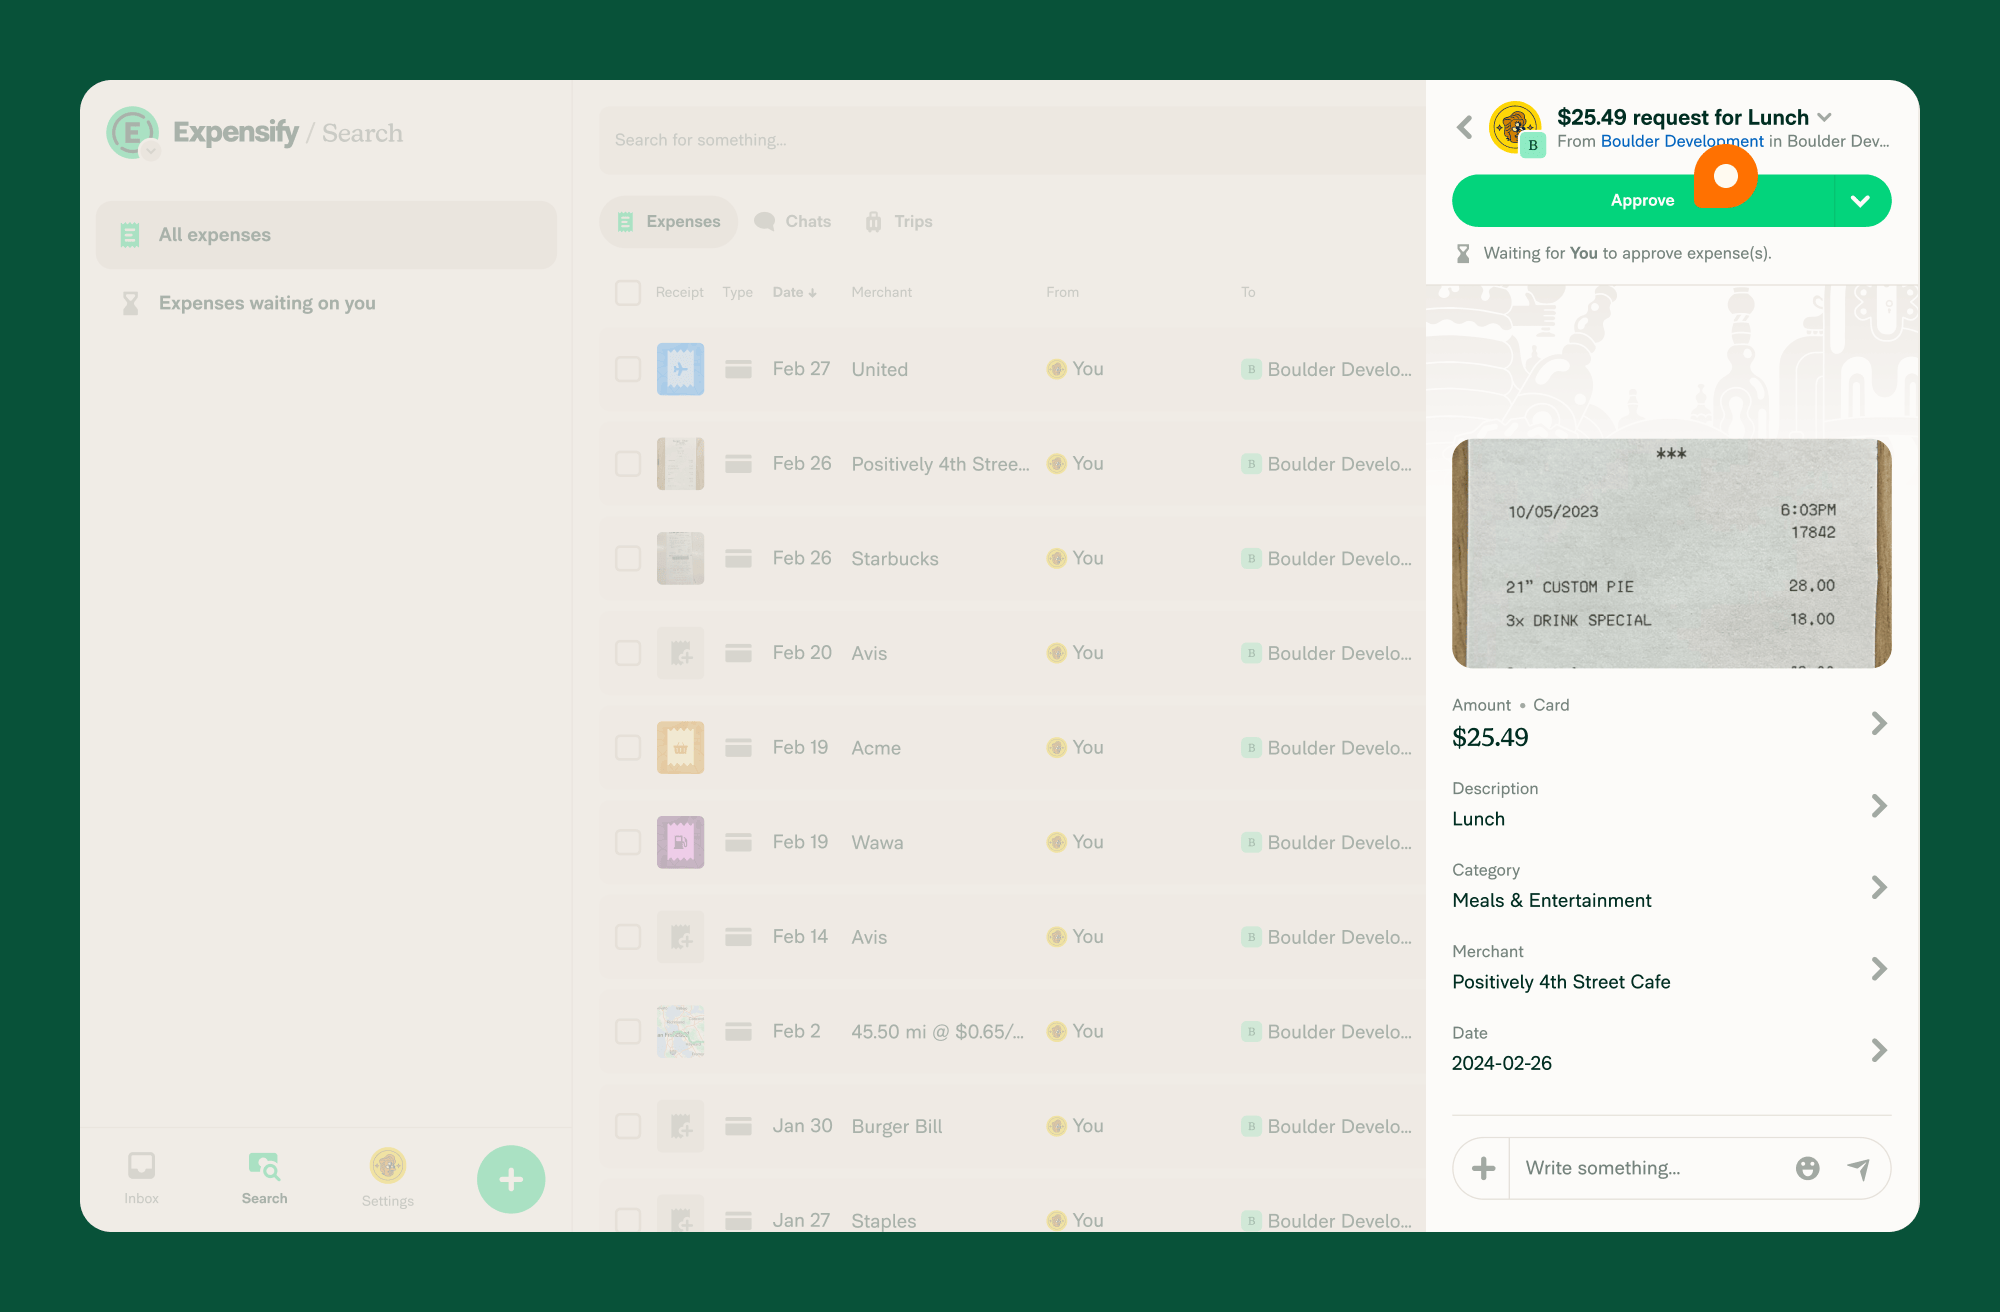 Expensify / Search
All expenses
Expenses waiting on you
Inbox
Search
Settings
Search for something...
Expenses
Chats
Trips
Receipt Type Date ↓ Merchant From To
Feb 27 United You B Boulder Develo...
Feb 26 Positively 4th Stree... You B Boulder Develo...
Feb 26 Starbucks You B Boulder Develo...
Feb 20 Avis You B Boulder Develo...
Feb 19 Acme You B Boulder Develo...
Feb 19 Wawa You B Boulder Develo...
Feb 14 Avis You B Boulder Develo...
Feb 2 45.50 mi @ $0.65/... You B Boulder Develo...
Jan 30 Burger Bill You B Boulder Develo...
Jan 27 Staples You B Boulder Develo...
B
$25.49 request for Lunch
From Boulder Development in Boulder Dev...
Approve
Waiting for You to approve expense(s).
***
10/05/2023 6:03PM
17842
21” CUSTOM PIE 28.00
3x DRINK SPECIAL 18.00
Amount • Card
$25.49
Description
Lunch
Category
Meals & Entertainment
Merchant
Positively 4th Street Cafe
Date
2024-02-26
Write something...